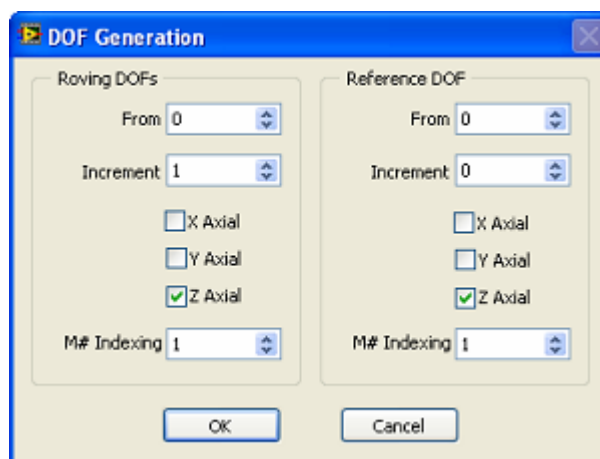 DOF Generation
Roving DOFs
From 0
Increment 1
X Axial
Y Axial
Z Axial
M# Indexing 1
Reference DOF
From 0
Increment 0
X Axial
Y Axial
Z Axial
M# Indexing 1
OK
Cancel